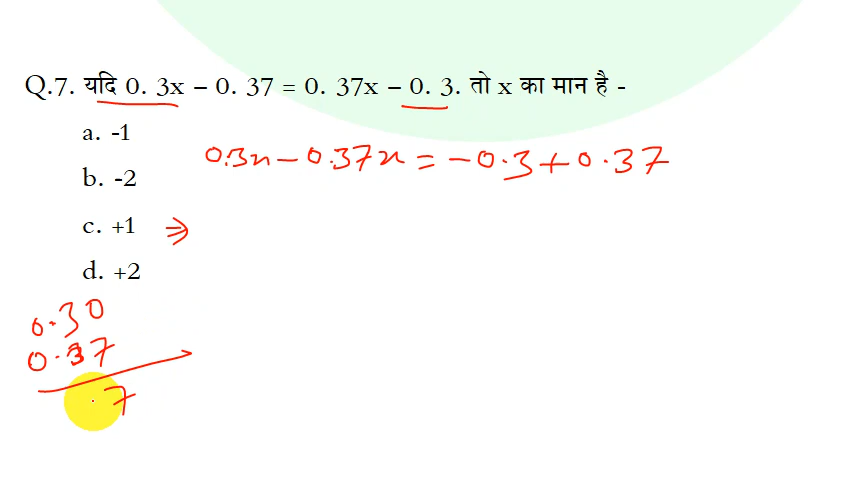 Q.7. यदि 0. 3x – 0. 37 = 0. 37x – 0. 3. तो x का मान है -
a. -1
0.3x - 0.37x = -0.3 + 0.37
b. -2
c. +1 ⇒
d. +2
0.30
0.37
.7